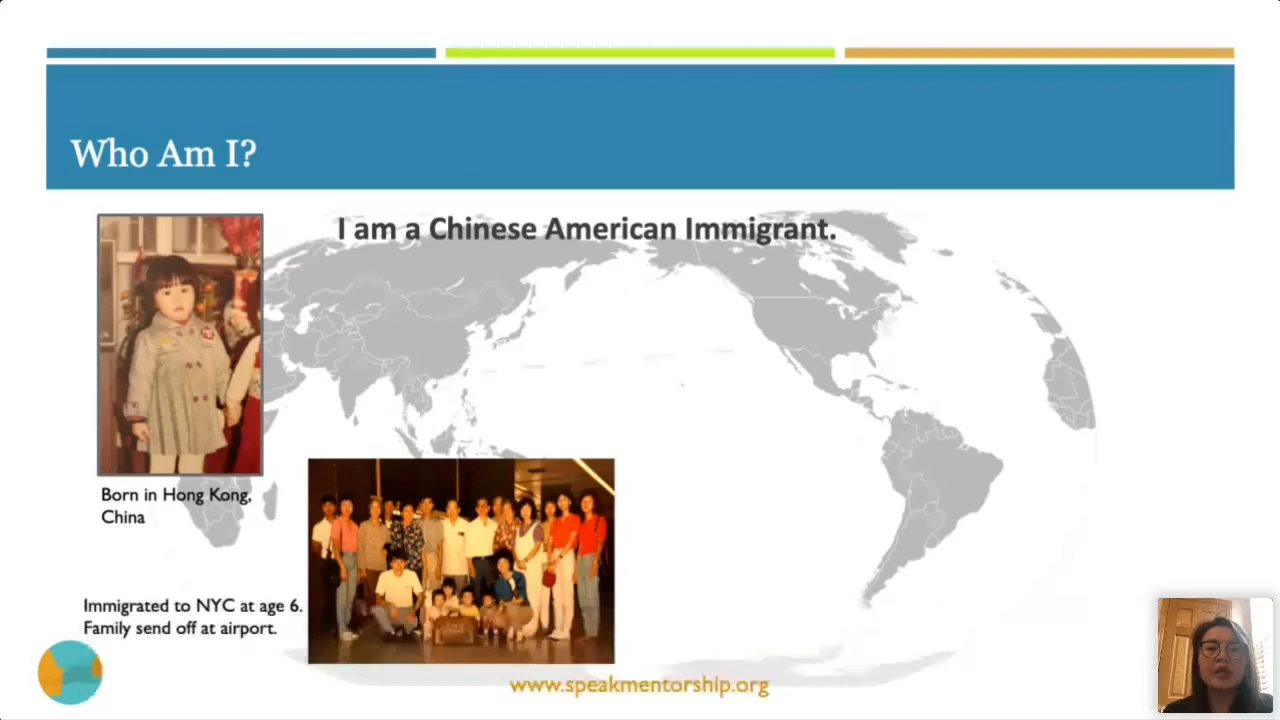 Who Am I?
I am a Chinese American Immigrant.
Born in Hong Kong,
China
Immigrated to NYC at age 6.
Family send off at airport.
www.speakmentorship.org